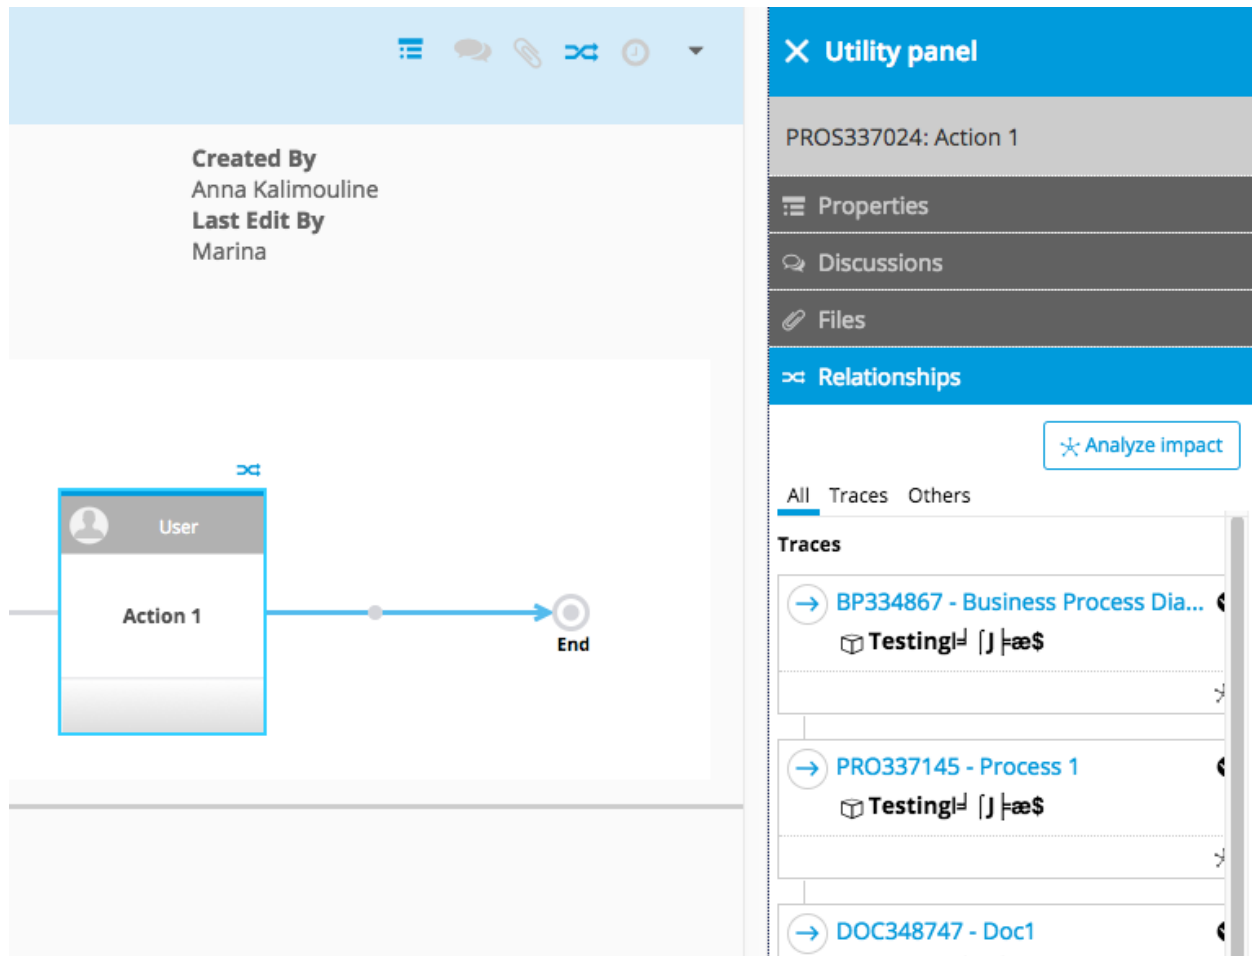 Created By
Anna Kalimouline
Last Edit By
Marina
User
Action 1
End
Utility panel
PROS337024: Action 1
Properties
Discussions
Files
Relationships
Analyze impact
All Traces Others
Traces
BP334867 - Business Process Dia...
Testing╟╛⌠J╞æ$
PRO337145 - Process 1
Testing╟╛⌠J╞æ$
DOC348747 - Doc1